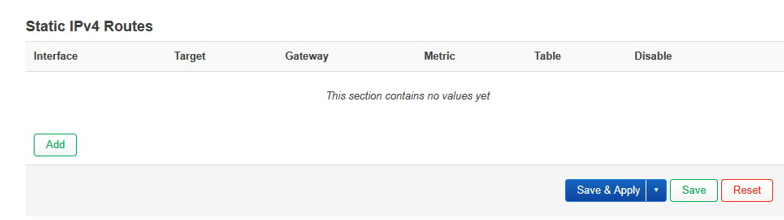 Static IPv4 Routes
Interface Target Gateway Metric Table Disable
This section contains no values yet
Add
Save & Apply Save Reset